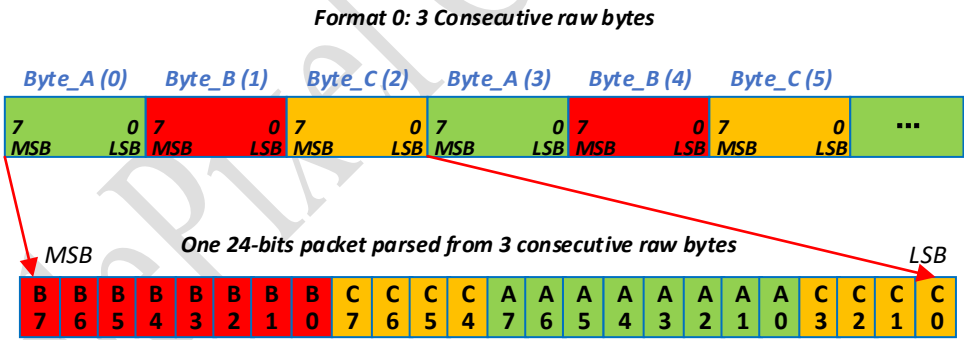 Format 0: 3 Consecutive raw bytes
Byte_A (0) Byte_B (1) Byte_C (2) Byte_A (3) Byte_B (4) Byte_C (5)
7 0 7 0 7 0 7 0 7 0 7 0 ...
MSB LSB MSB LSB MSB LSB MSB LSB MSB LSB MSB LSB
MSB One 24-bits packet parsed from 3 consecutive raw bytes LSB
B B B B B B B B C C C C A A A A A A A A C C C C
7 6 5 4 3 2 1 0 7 6 5 4 7 6 5 4 3 2 1 0 3 2 1 0